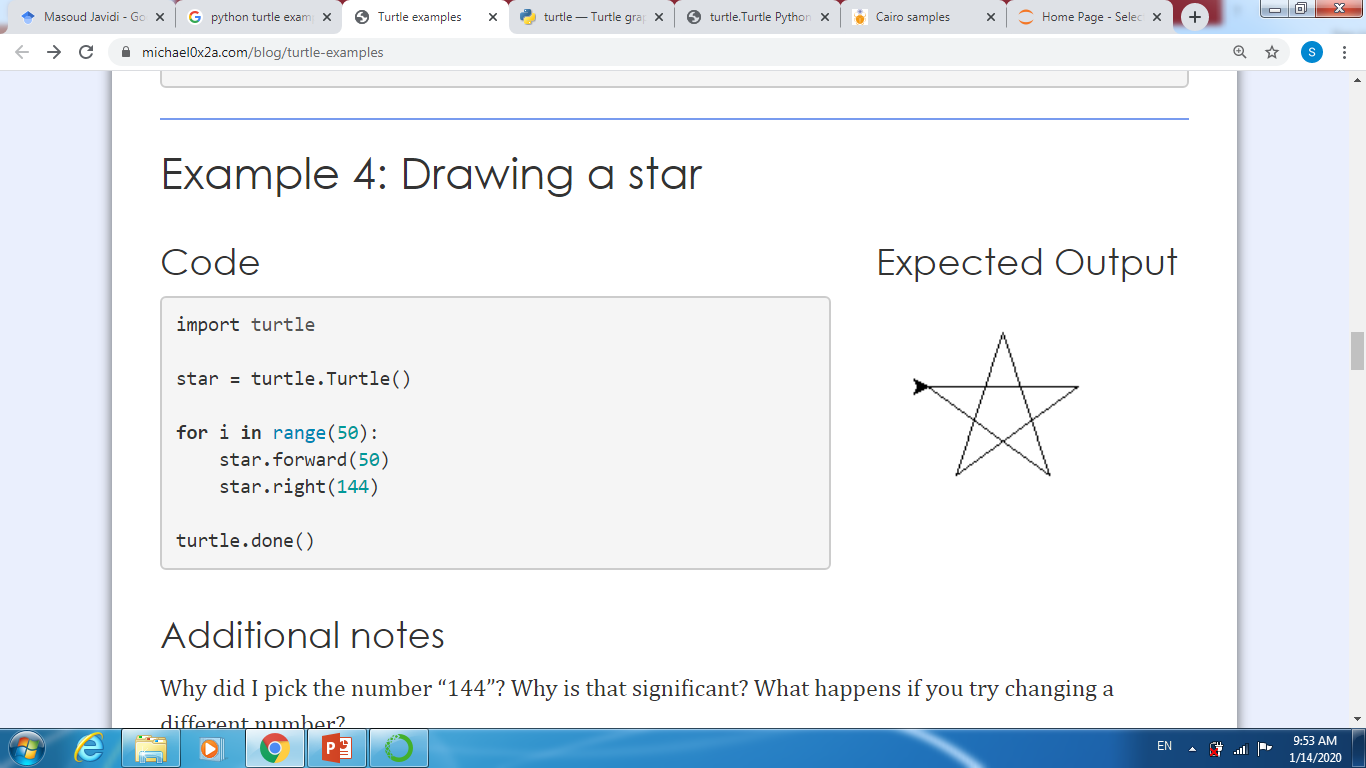 Masoud Javidi - Go
python turtle exam
Turtle examples
turtle — Turtle gra
turtle.Turtle Python
Cairo samples
Home Page - Selec
michael0x2a.com/blog/turtle-examples
S
Example 4: Drawing a star
Code
Expected Output
import turtle
star = turtle.Turtle()
for i in range(50):
    star.forward(50)
    star.right(144)
turtle.done()
Additional notes
Why did I pick the number “144”? Why is that significant? What happens if you try changing a
different number?
EN
9:53 AM
1/14/2020